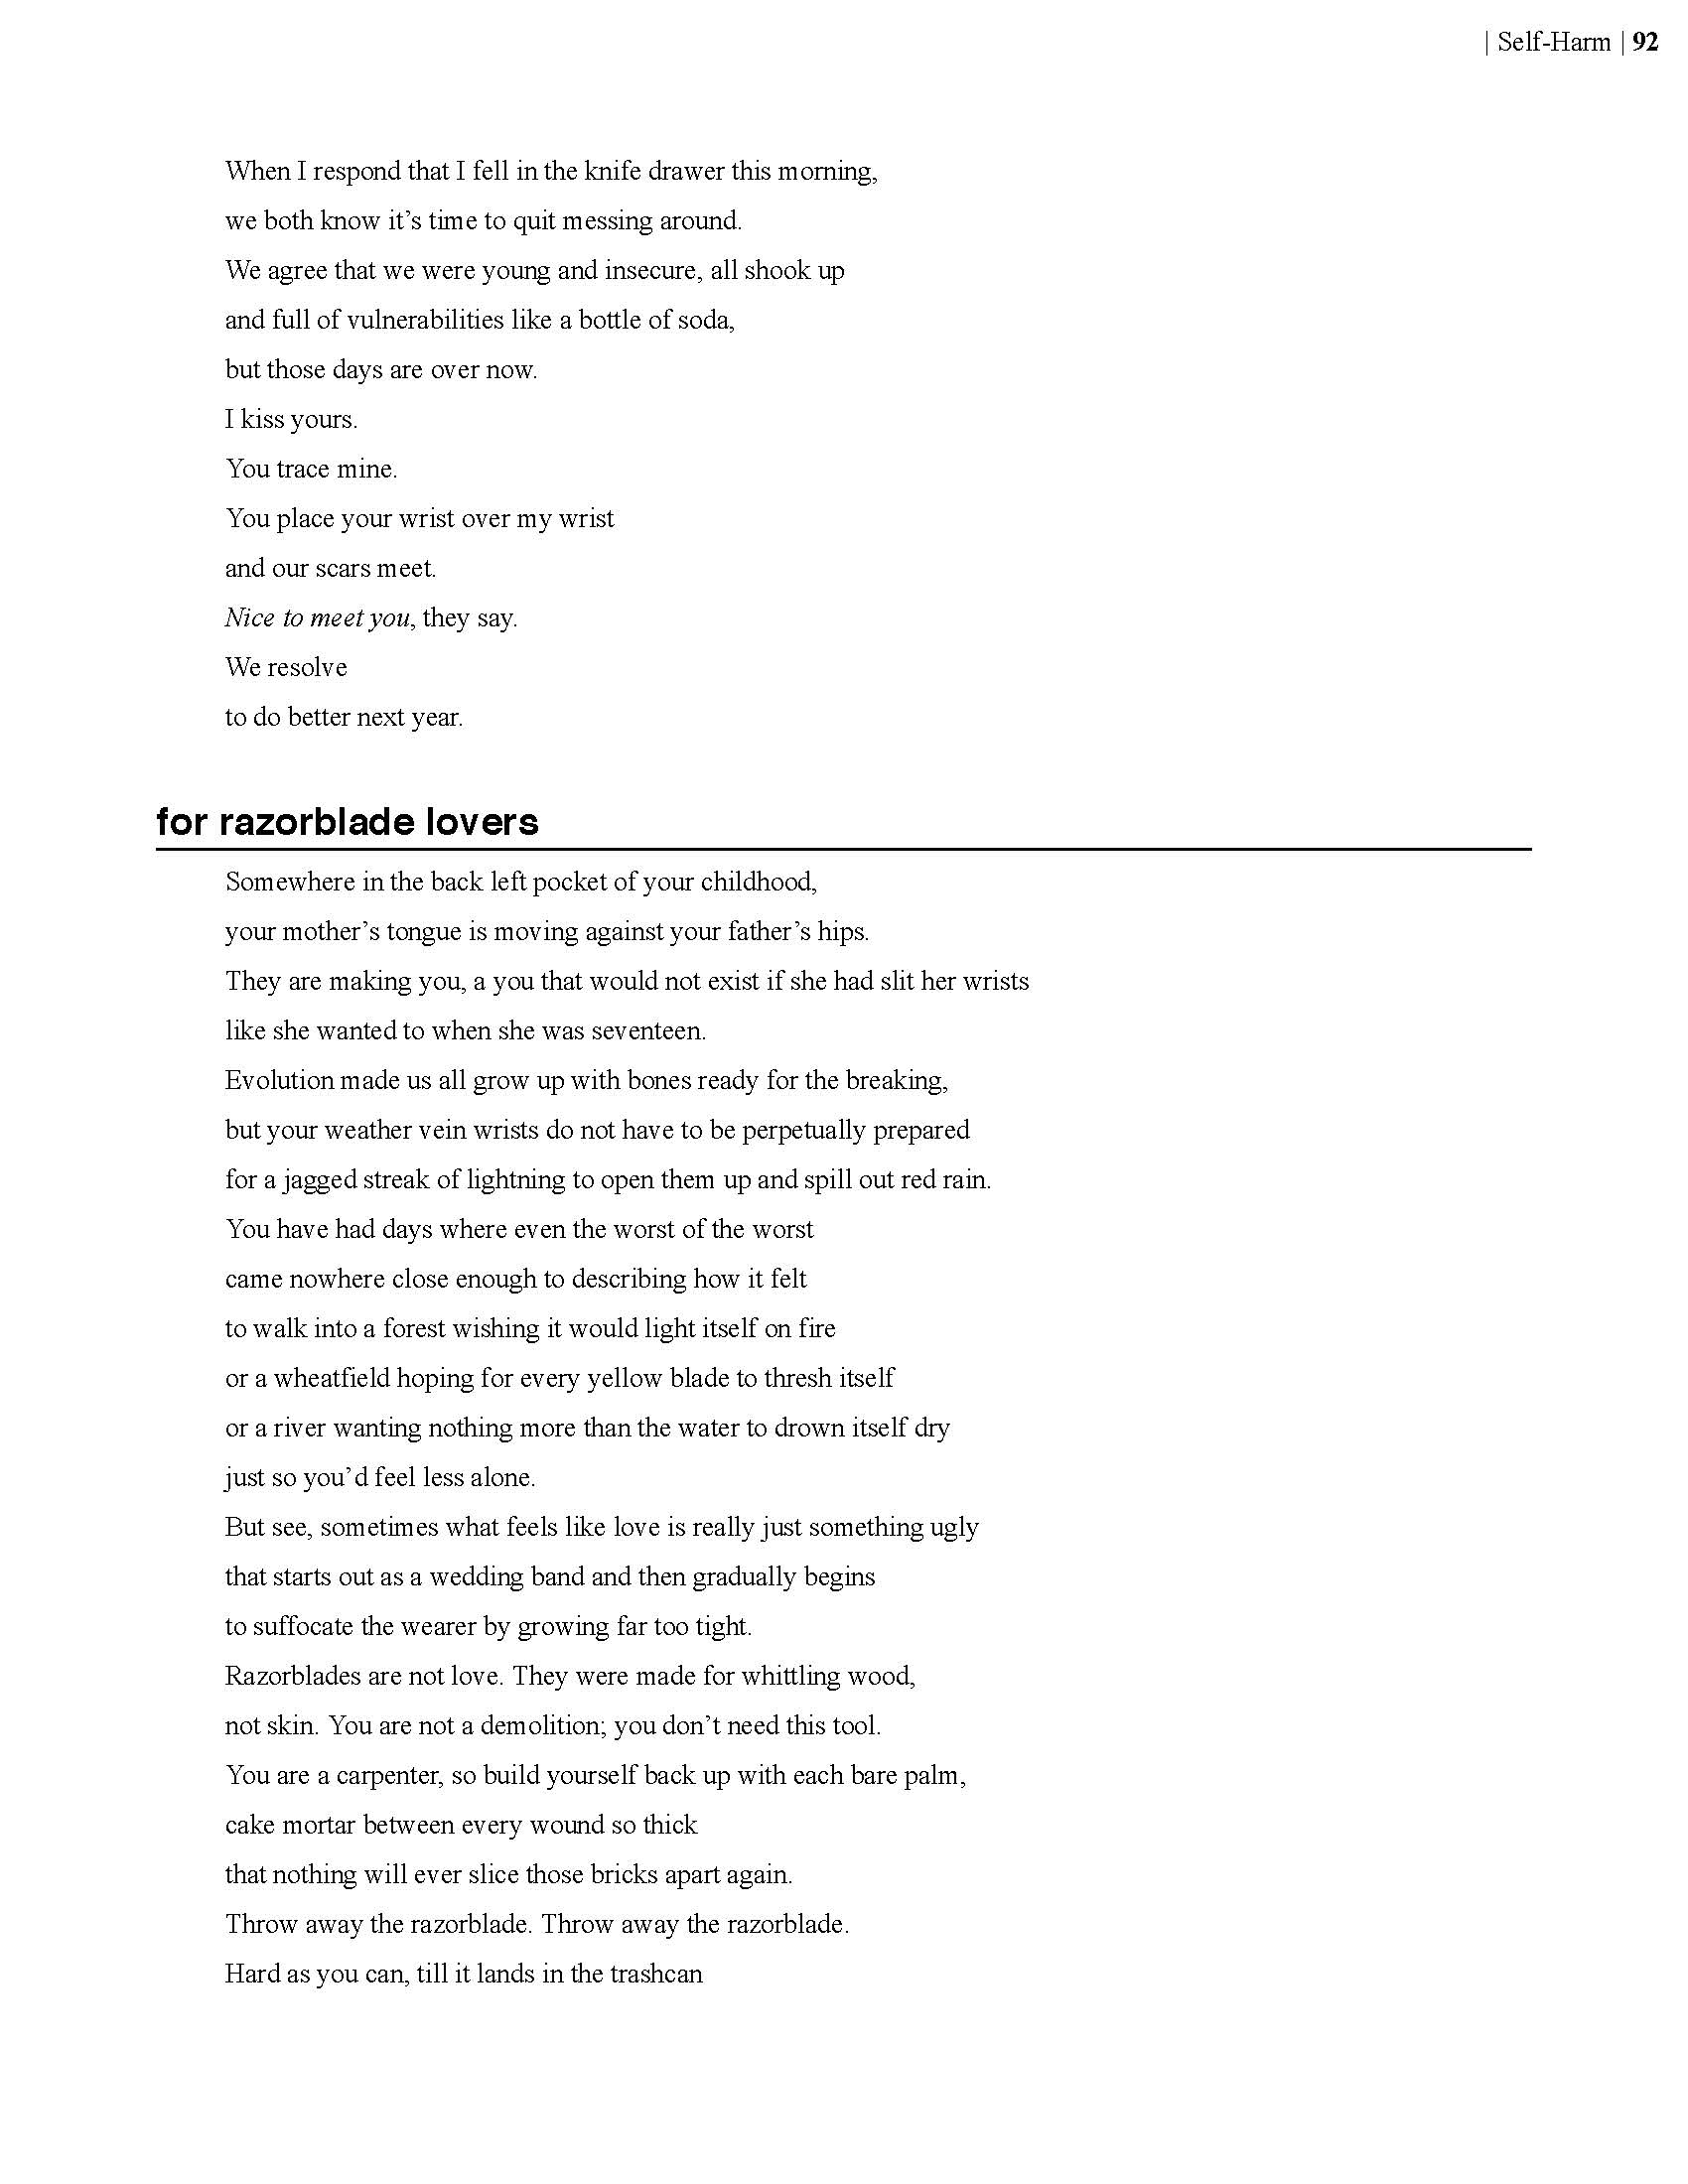 | Self-Harm | 92
When I respond that I fell in the knife drawer this morning,
we both know it’s time to quit messing around.
We agree that we were young and insecure, all shook up
and full of vulnerabilities like a bottle of soda,
but those days are over now.
I kiss yours.
You trace mine.
You place your wrist over my wrist
and our scars meet.
Nice to meet you, they say.
We resolve
to do better next year.
for razorblade lovers
Somewhere in the back left pocket of your childhood,
your mother’s tongue is moving against your father’s hips.
They are making you, a you that would not exist if she had slit her wrists
like she wanted to when she was seventeen.
Evolution made us all grow up with bones ready for the breaking,
but your weather vein wrists do not have to be perpetually prepared
for a jagged streak of lightning to open them up and spill out red rain.
You have had days where even the worst of the worst
came nowhere close enough to describing how it felt
to walk into a forest wishing it would light itself on fire
or a wheatfield hoping for every yellow blade to thresh itself
or a river wanting nothing more than the water to drown itself dry
just so you’d feel less alone.
But see, sometimes what feels like love is really just something ugly
that starts out as a wedding band and then gradually begins
to suffocate the wearer by growing far too tight.
Razorblades are not love. They were made for whittling wood,
not skin. You are not a demolition; you don’t need this tool.
You are a carpenter, so build yourself back up with each bare palm,
cake mortar between every wound so thick
that nothing will ever slice those bricks apart again.
Throw away the razorblade. Throw away the razorblade.
Hard as you can, till it lands in the trashcan